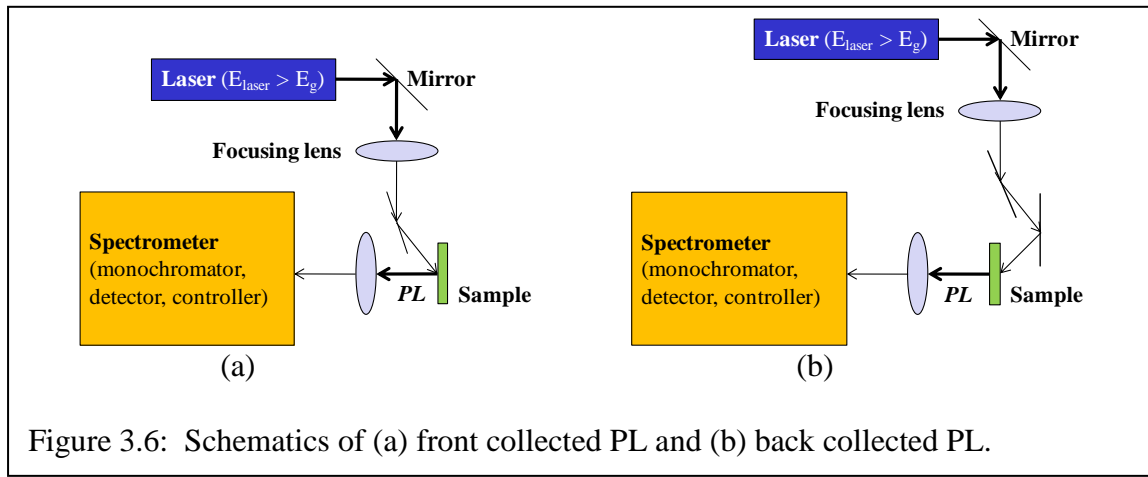 Laser (E_laser > E_g)
Mirror
Focusing lens
Spectrometer
(monochromator,
detector, controller)
PL
Sample
(a)
Laser (E_laser > E_g)
Mirror
Focusing lens
Spectrometer
(monochromator,
detector, controller)
PL
Sample
(b)
Figure 3.6:  Schematics of (a) front collected PL and (b) back collected PL.